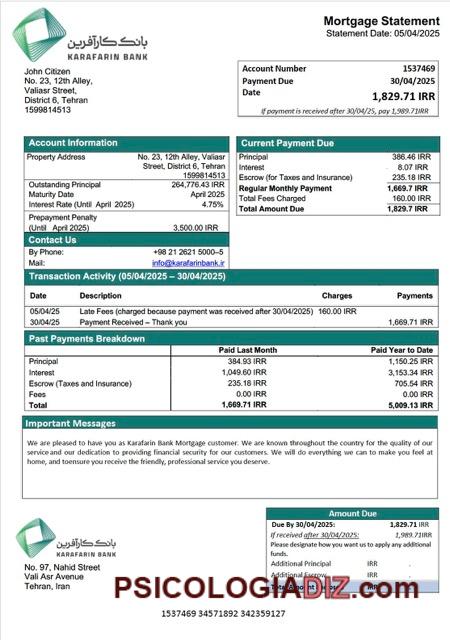 بانک کارآفرین
KARAFARIN BANK
Mortgage Statement
Statement Date: 05/04/2025
John Citizen
No. 23, 12th Alley,
Valiasr Street,
District 6, Tehran
1599814513
Account Number 1537469
Payment Due 30/04/2025
Date 1,829.71 IRR
If payment is received after 30/04/25, pay 1,989.71IRR
Account Information
Property Address No. 23, 12th Alley, Valiasr
Street, District 6, Tehran
1599814513
Outstanding Principal 264,776.43 IRR
Maturity Date April 2025
Interest Rate (Until April 2025) 4.75%
Prepayment Penalty
(Until April 2025) 3,500.00 IRR
Contact Us
By Phone: +98 21 2621 5000–5
Mail: info@karafarinbank.ir
Current Payment Due
Principal 386.46 IRR
Interest 8.07 IRR
Escrow (for Taxes and Insurance) 235.18 IRR
Regular Monthly Payment 1,669.7 IRR
Total Fees Charged 160.00 IRR
Total Amount Due 1,829.7 IRR
Transaction Activity (05/04/2025 – 30/04/2025)
Date Description Charges Payments
05/04/25 Late Fees (charged because payment was received after 30/04/2025) 160.00 IRR
30/04/25 Payment Received – Thank you 1,669.71 IRR
Past Payments Breakdown
Paid Last Month Paid Year to Date
Principal 384.93 IRR 1,150.25 IRR
Interest 1,049.60 IRR 3,153.34 IRR
Escrow (Taxes and Insurance) 235.18 IRR 705.54 IRR
Fees 0.00 IRR 0.00 IRR
Total 1,669.71 IRR 5,009.13 IRR
Important Messages
We are pleased to have you as Karafarin Bank Mortgage customer. We are known throughout the country for the quality of our
service and our dedication to providing financial security for our customers. We will do everything we can to make you feel at
home, and toensure you receive the friendly, professional service you deserve.
بانک کارآفرین
KARAFARIN BANK
No. 97, Nahid Street
Vali Asr Avenue
Tehran, Iran
Amount Due
Due By 30/04/2025: 1,829.71 IRR
If received after 30/04/2025: 1,989.71IRR
Please designate how you want us to apply any additional
funds.
Additional Principal IRR .
Additional Escrow IRR .
PSICOLOGIADIZ.com
1537469 34571892 342359127